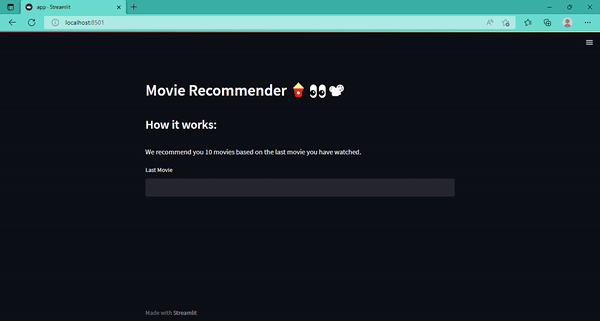 app · Streamlit
localhost:8501
Movie Recommender 🍿👀📽
How it works:
We recommend you 10 movies based on the last movie you have watched.
Last Movie
Made with Streamlit